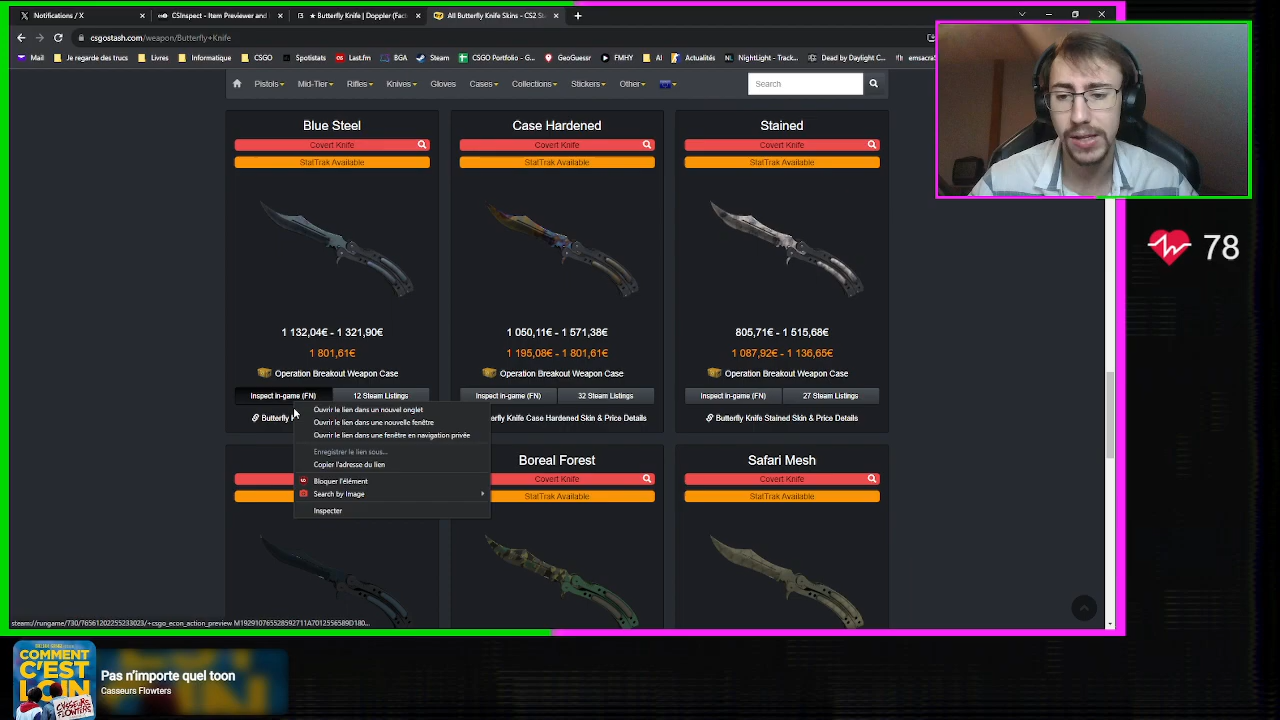 Notifications / X
CSInspect - Item Previewer and
★ Butterfly Knife | Doppler (Fac
All Butterfly Knife Skins - CS2 St
csgostash.com/weapon/Butterfly+Knife
Mail
Je regarde des trucs
Livres
Informatique
CSGO
Spotistats
Last.fm
BGA
Steam
CSGO Portfolio - G...
GeoGuessr
FMHY
AI
Actualités
NightLight - Track...
Dead by Daylight C...
emsacra5
Pistols
Mid-Tier
Rifles
Knives
Gloves
Cases
Collections
Stickers
Other
Search
Blue Steel
Covert Knife
StatTrak Available
1 132,04€ - 1 321,90€
1 801,61€
Operation Breakout Weapon Case
Inspect in-game (FN)
12 Steam Listings
Butterfly K
Case Hardened
Covert Knife
StatTrak Available
1 050,11€ - 1 571,38€
1 195,08€ - 1 801,61€
Operation Breakout Weapon Case
Inspect in-game (FN)
32 Steam Listings
Butterfly Knife Case Hardened Skin & Price Details
Stained
Covert Knife
StatTrak Available
805,71€ - 1 515,68€
1 087,92€ - 1 136,65€
Operation Breakout Weapon Case
Inspect in-game (FN)
27 Steam Listings
Butterfly Knife Stained Skin & Price Details
Ouvrir le lien dans un nouvel onglet
Ouvrir le lien dans une nouvelle fenêtre
Ouvrir le lien dans une fenêtre en navigation privée
Enregistrer le lien sous...
Copier l'adresse du lien
Bloquer l'élément
Search by Image
Inspecter
Boreal Forest
Covert Knife
StatTrak Available
Safari Mesh
Covert Knife
StatTrak Available
78
COMMENT
C'EST
LOIN
CASSEURS
FLOWTERS
Pas n'importe quel toon
Casseurs Flowters